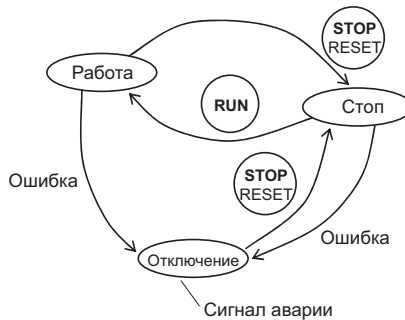 STOP
RESET
Работа
RUN
Стоп
STOP
RESET
Ошибка
Ошибка
Отключение
Сигнал аварии